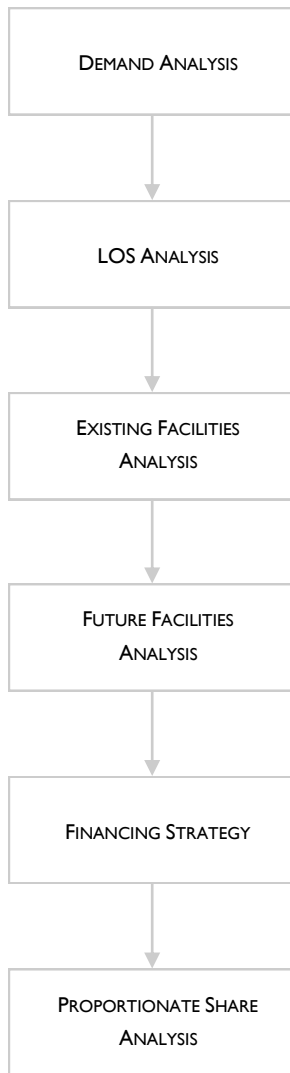 DEMAND ANALYSIS
LOS ANALYSIS
EXISTING FACILITIES
ANALYSIS
FUTURE FACILITIES
ANALYSIS
FINANCING STRATEGY
PROPORTIONATE SHARE
ANALYSIS